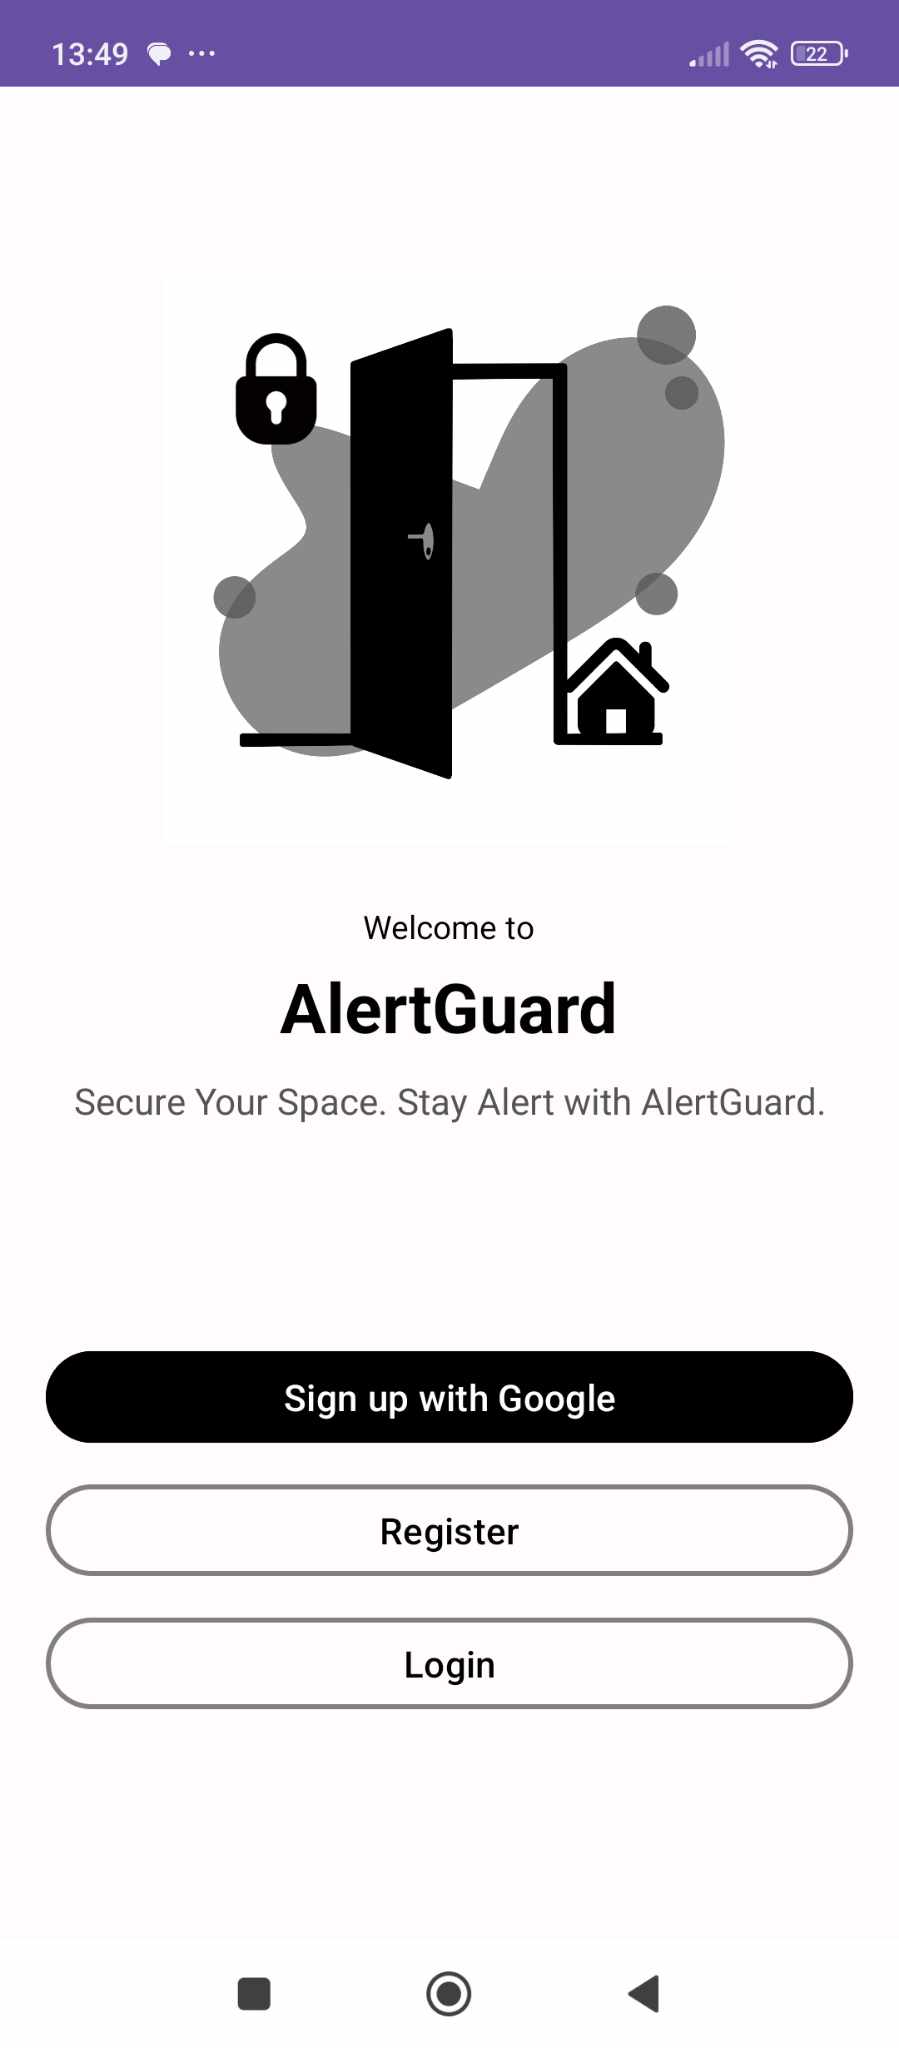 13:49
22
Welcome to
AlertGuard
Secure Your Space. Stay Alert with AlertGuard.
Sign up with Google
Register
Login